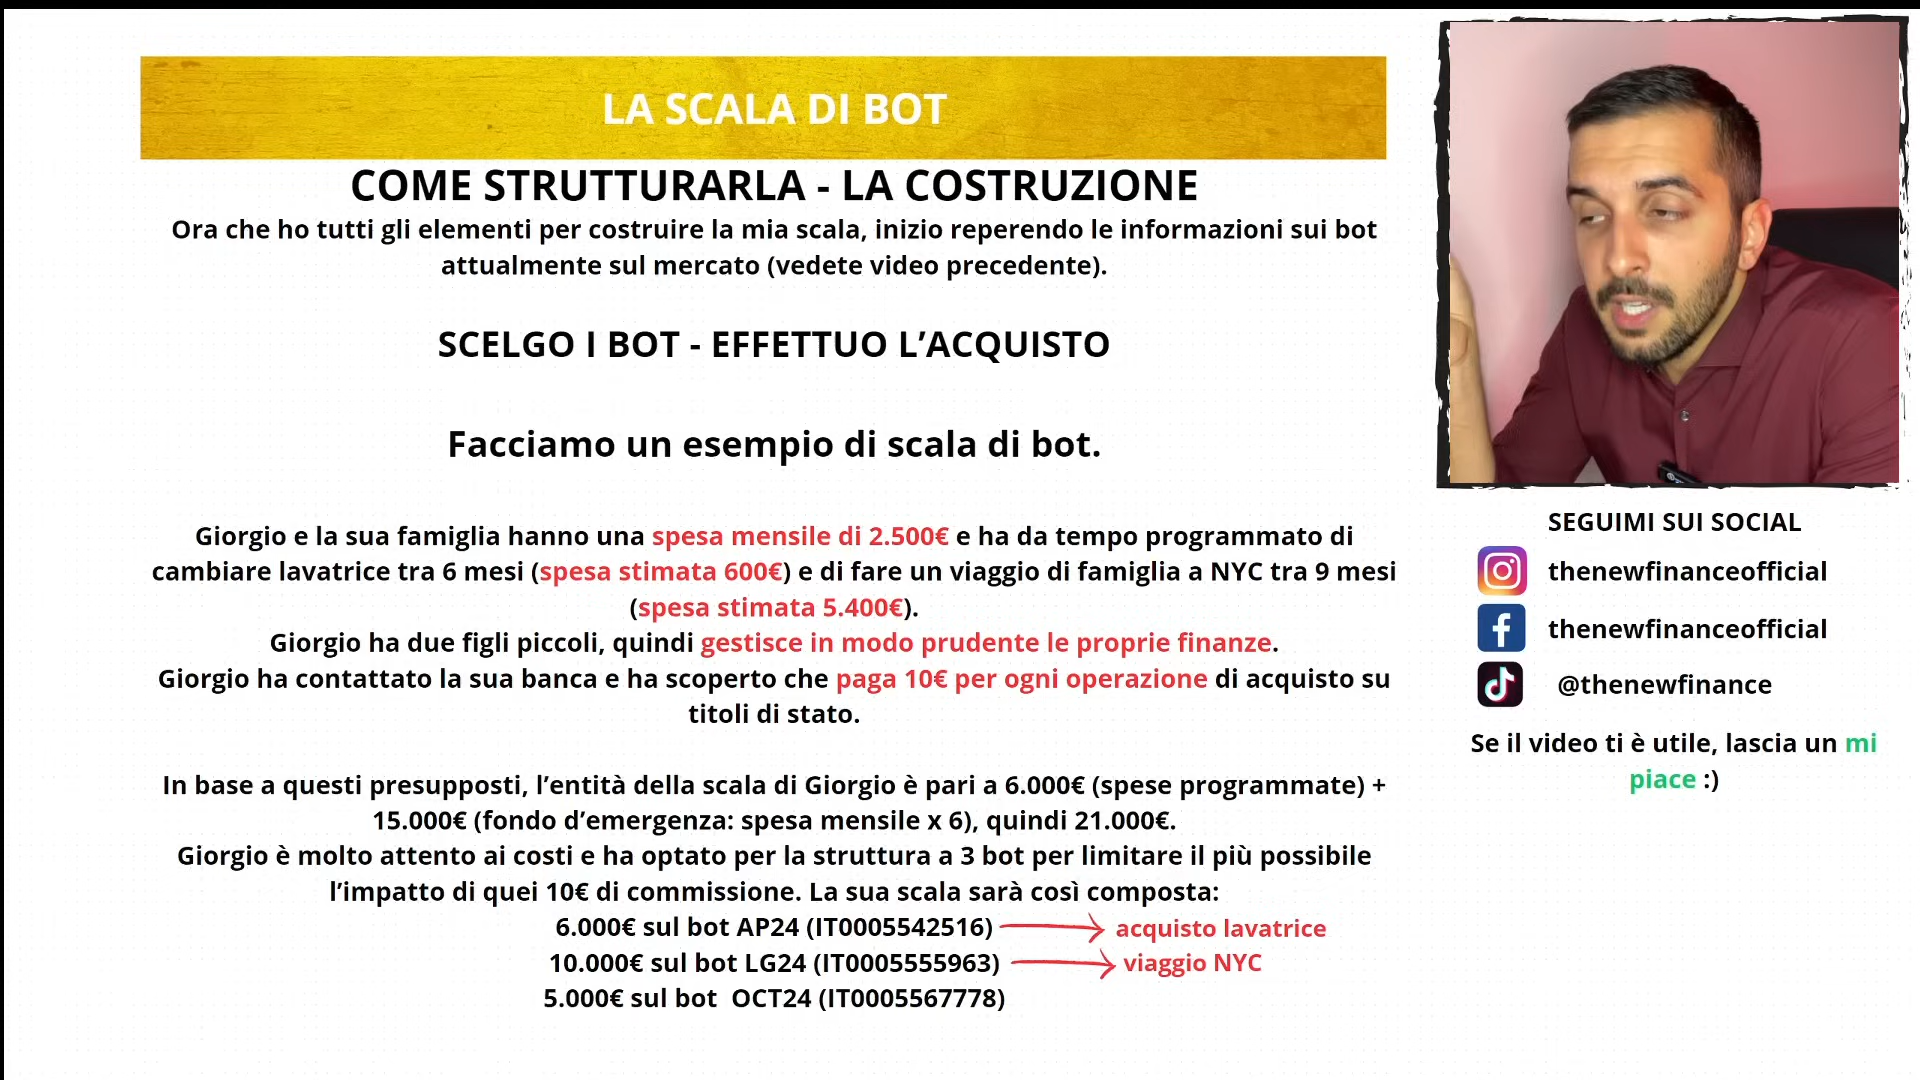 LA SCALA DI BOT
COME STRUTTURARLA - LA COSTRUZIONE
Ora che ho tutti gli elementi per costruire la mia scala, inizio reperendo le informazioni sui bot
attualmente sul mercato (vedete video precedente).
SCELGO I BOT - EFFETTUO L’ACQUISTO
Facciamo un esempio di scala di bot.
Giorgio e la sua famiglia hanno una spesa mensile di 2.500€ e ha da tempo programmato di
cambiare lavatrice tra 6 mesi (spesa stimata 600€) e di fare un viaggio di famiglia a NYC tra 9 mesi
(spesa stimata 5.400€).
Giorgio ha due figli piccoli, quindi gestisce in modo prudente le proprie finanze.
Giorgio ha contattato la sua banca e ha scoperto che paga 10€ per ogni operazione di acquisto su
titoli di stato.
In base a questi presupposti, l’entità della scala di Giorgio è pari a 6.000€ (spese programmate) +
15.000€ (fondo d’emergenza: spesa mensile x 6), quindi 21.000€.
Giorgio è molto attento ai costi e ha optato per la struttura a 3 bot per limitare il più possibile
l’impatto di quei 10€ di commissione. La sua scala sarà così composta:
6.000€ sul bot AP24 (IT0005542516) acquisto lavatrice
10.000€ sul bot LG24 (IT0005555963) viaggio NYC
5.000€ sul bot OCT24 (IT0005567778)
SEGUIMI SUI SOCIAL
thenewfinanceofficial
thenewfinanceofficial
@thenewfinance
Se il video ti è utile, lascia un mi
piace :)